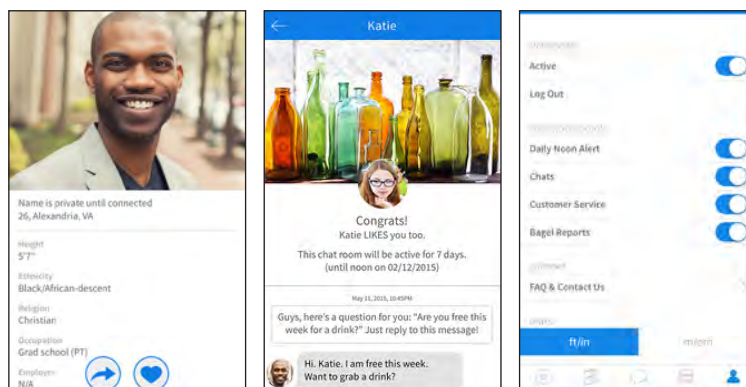 Name is private until connected
26, Alexandria, VA
Height
5'7"
Ethnicity
Black/African-descent
Religion
Christian
Occupation
Grad school (PT)
Employer
N/A
Katie
Congrats!
Katie LIKES you too.
This chat room will be active for 7 days.
(until noon on 02/12/2015)
May 11, 2015, 10:45PM
Guys, here's a question for you: "Are you free this
week for a drink?" Just reply to this message!
Hi. Katie. I am free this week.
Want to grab a drink?
Active
Log Out
Daily Noon Alert
Chats
Customer Service
Bagel Reports
FAQ & Contact Us
ft/in